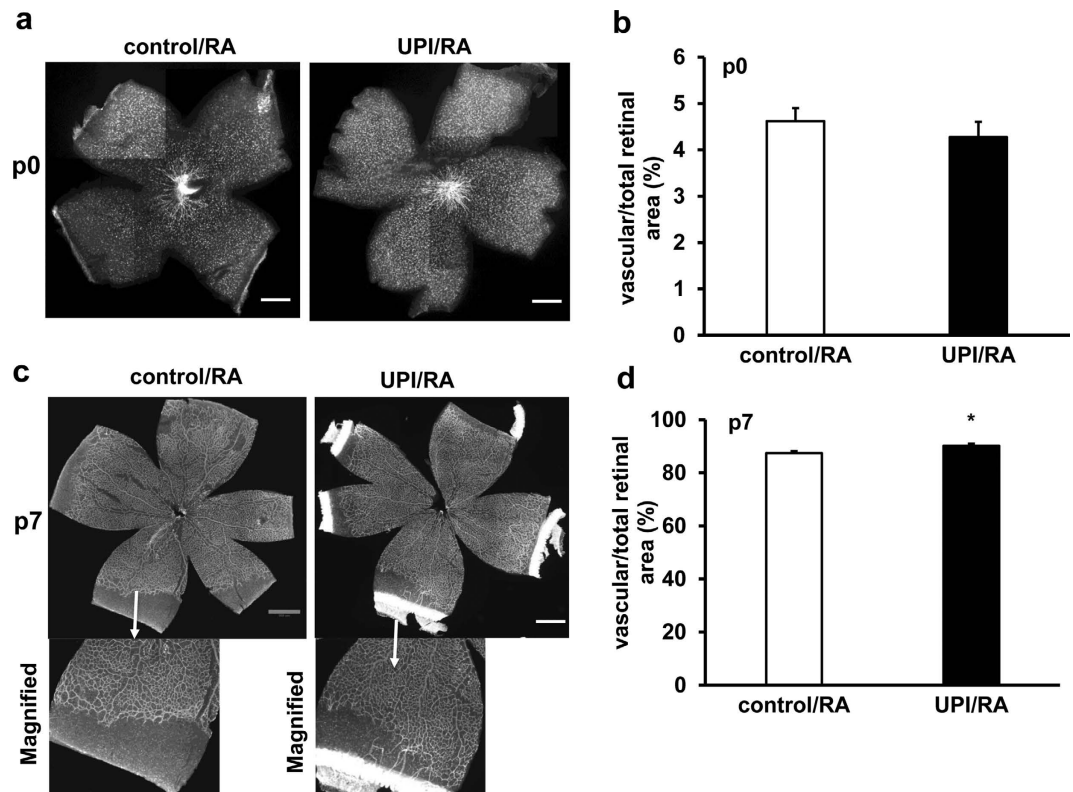 a
control/RA
UPI/RA
p0
b
6
5
4
3
2
1
0
vascular/total retinal
area (%)
p0
control/RA
UPI/RA
c
control/RA
UPI/RA
p7
Magnified
Magnified
d
100
80
60
40
20
0
vascular/total retinal
area (%)
p7
*
control/RA
UPI/RA